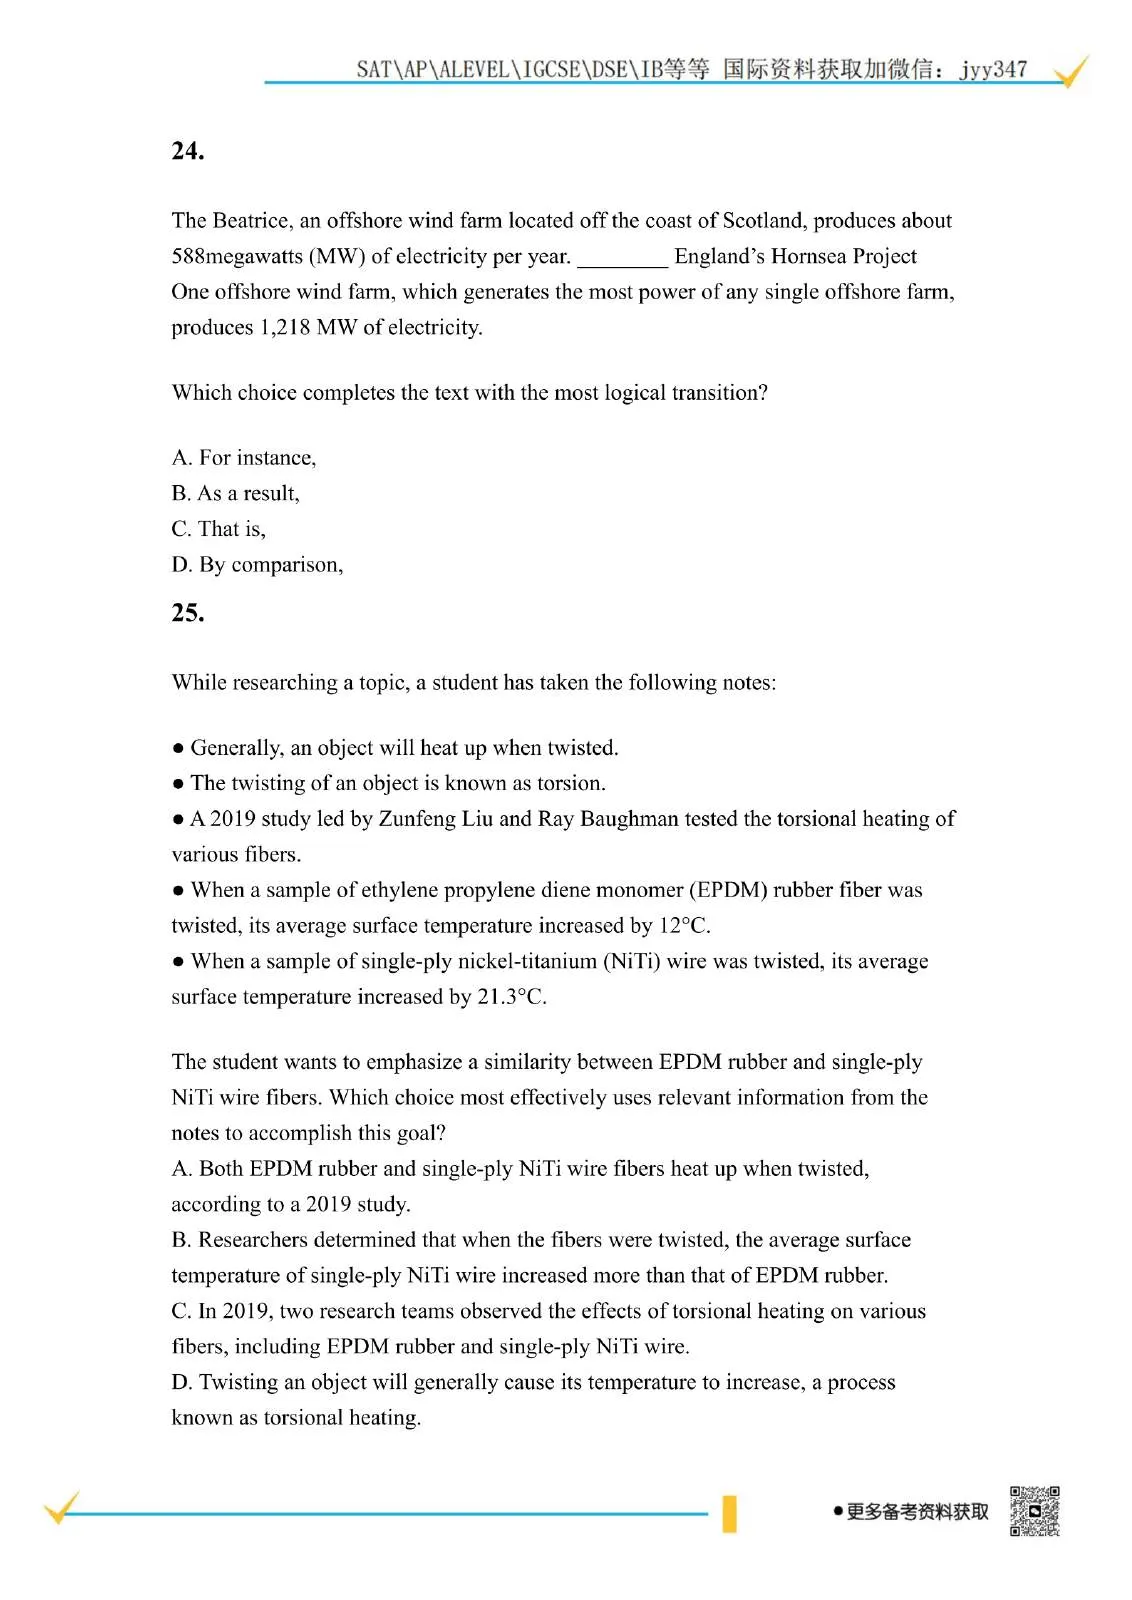 SAT\AP\ALEVEL\IGCSE\DSE\IB等等 国际资料获取加微信：jyy347
24.
The Beatrice, an offshore wind farm located off the coast of Scotland, produces about
588megawatts (MW) of electricity per year. ________ England’s Hornsea Project
One offshore wind farm, which generates the most power of any single offshore farm,
produces 1,218 MW of electricity.
Which choice completes the text with the most logical transition?
A. For instance,
B. As a result,
C. That is,
D. By comparison,
25.
While researching a topic, a student has taken the following notes:
● Generally, an object will heat up when twisted.
● The twisting of an object is known as torsion.
● A 2019 study led by Zunfeng Liu and Ray Baughman tested the torsional heating of
various fibers.
● When a sample of ethylene propylene diene monomer (EPDM) rubber fiber was
twisted, its average surface temperature increased by 12°C.
● When a sample of single-ply nickel-titanium (NiTi) wire was twisted, its average
surface temperature increased by 21.3°C.
The student wants to emphasize a similarity between EPDM rubber and single-ply
NiTi wire fibers. Which choice most effectively uses relevant information from the
notes to accomplish this goal?
A. Both EPDM rubber and single-ply NiTi wire fibers heat up when twisted,
according to a 2019 study.
B. Researchers determined that when the fibers were twisted, the average surface
temperature of single-ply NiTi wire increased more than that of EPDM rubber.
C. In 2019, two research teams observed the effects of torsional heating on various
fibers, including EPDM rubber and single-ply NiTi wire.
D. Twisting an object will generally cause its temperature to increase, a process
known as torsional heating.
●更多备考资料获取